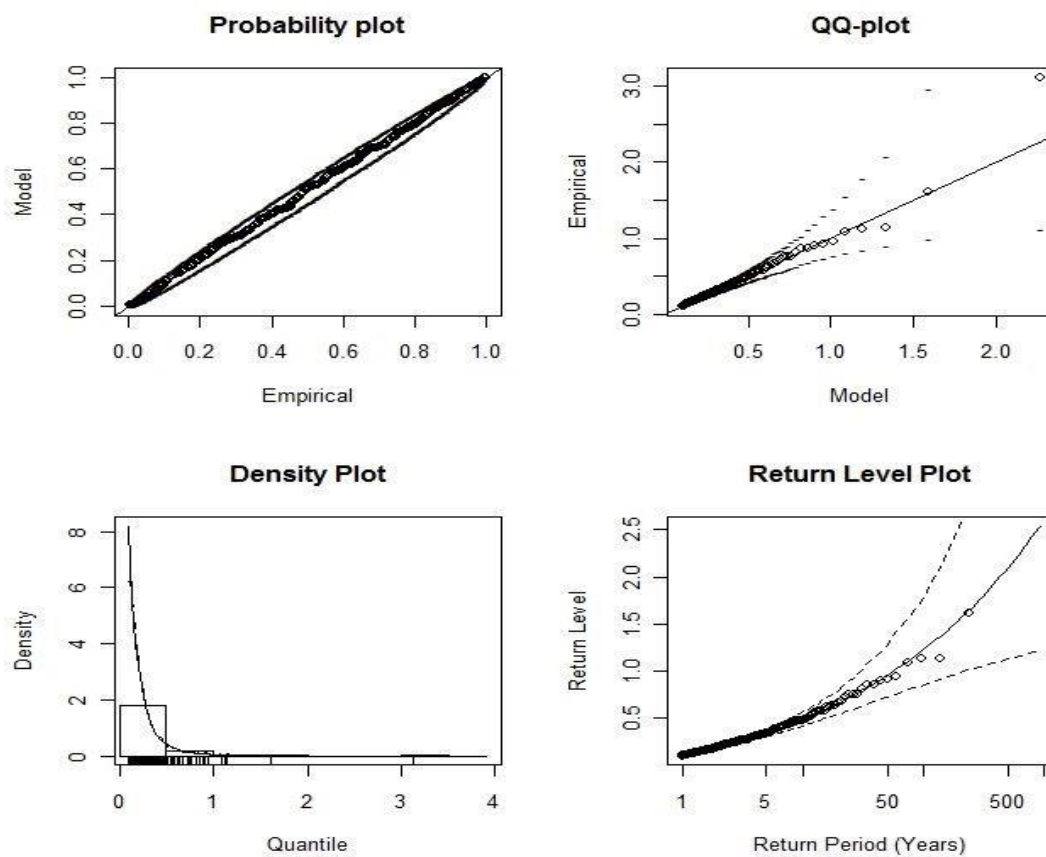 Probability plot
Model
0.0 0.2 0.4 0.6 0.8 1.0
0.0 0.2 0.4 0.6 0.8 1.0
Empirical
QQ-plot
Empirical
0.0 1.0 2.0 3.0
0.5 1.0 1.5 2.0
Model
Density Plot
Density
0 2 4 6 8
0 1 2 3 4
Quantile
Return Level Plot
Return Level
0.5 1.0 1.5 2.0 2.5
1 5 50 500
Return Period (Years)